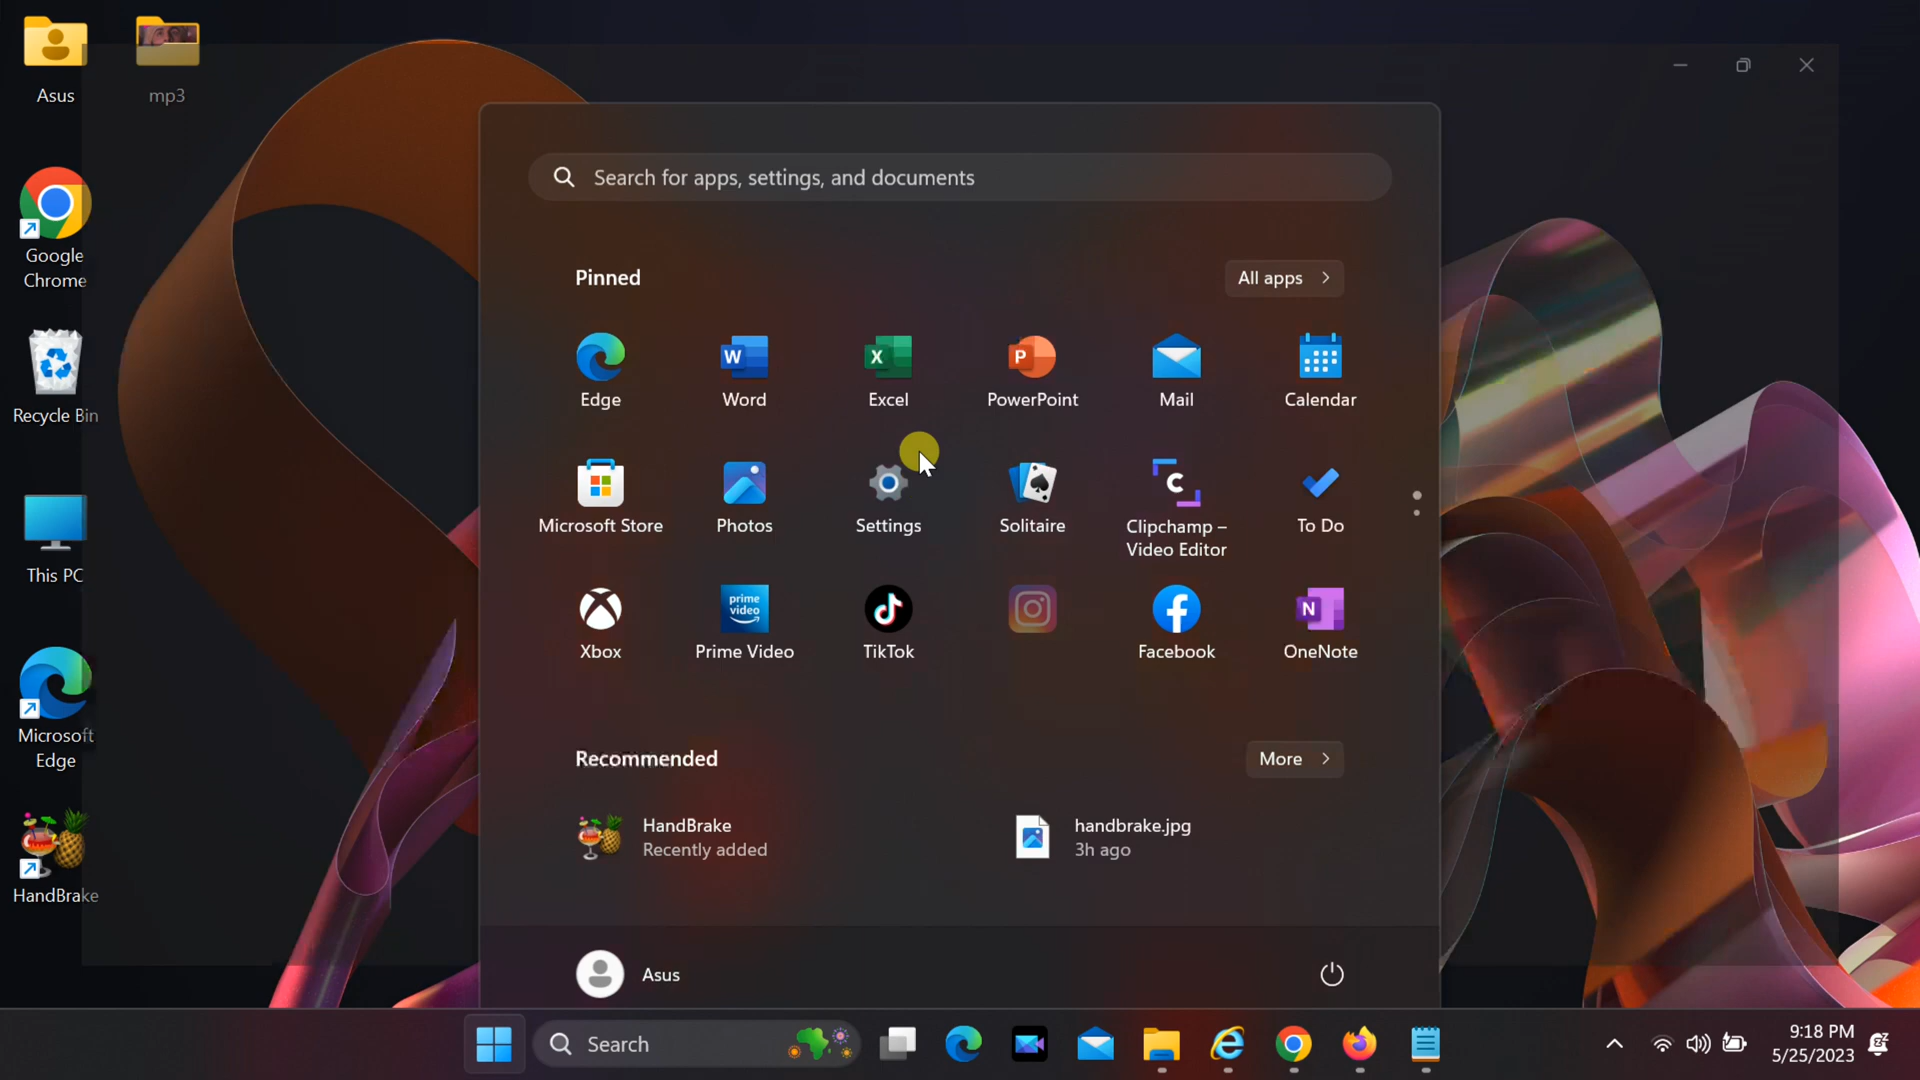 Asus
mp3
Google
Chrome
Recycle Bin
This PC
Microsoft
Edge
HandBrake
Search for apps, settings, and documents
Pinned
All apps
Edge
Word
Excel
PowerPoint
Mail
Calendar
Microsoft Store
Photos
Settings
Solitaire
Clipchamp –
Video Editor
To Do
prime
video
Xbox
Prime Video
TikTok
Facebook
OneNote
Recommended
More
HandBrake
Recently added
handbrake.jpg
3h ago
Asus
Search
9:18 PM
5/25/2023